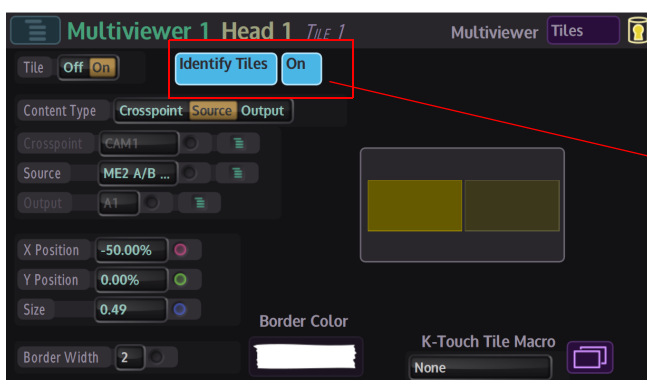 Multiviewer 1 Head 1 TILE 1 Multiviewer Tiles
Tile Off On Identify Tiles On
Content Type Crosspoint Source Output
Crosspoint CAM1
Source ME2 A/B ...
Output A1
X Position -50.00%
Y Position 0.00%
Size 0.49
Border Color
K-Touch Tile Macro
Border Width 2 None